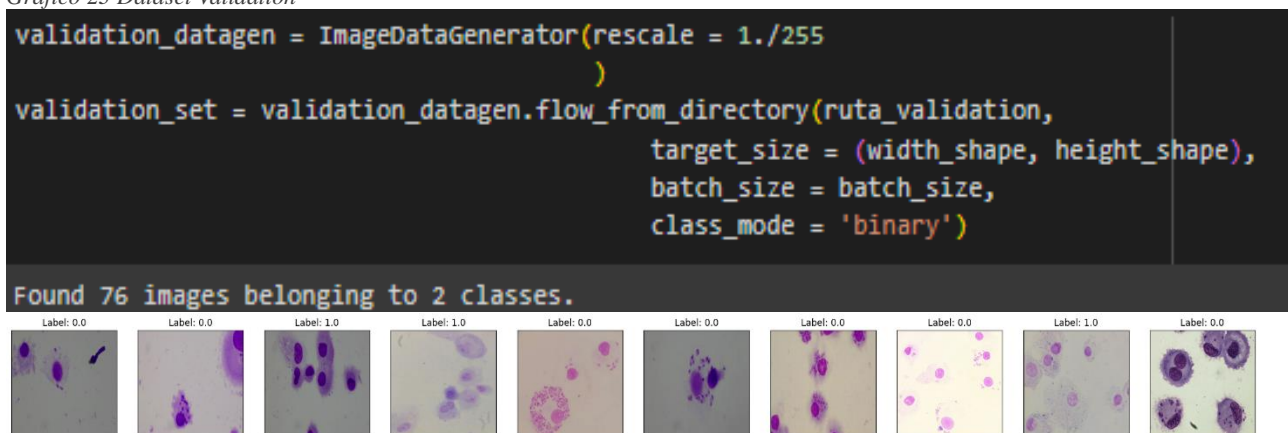 Gráfico 25 Dataset Validation
validation_datagen = ImageDataGenerator(rescale = 1./255
)
validation_set = validation_datagen.flow_from_directory(ruta_validation,
target_size = (width_shape, height_shape),
batch_size = batch_size,
class_mode = 'binary')
Found 76 images belonging to 2 classes.
Label: 0.0 Label: 0.0 Label: 1.0 Label: 1.0 Label: 0.0 Label: 0.0 Label: 0.0 Label: 0.0 Label: 1.0 Label: 0.0